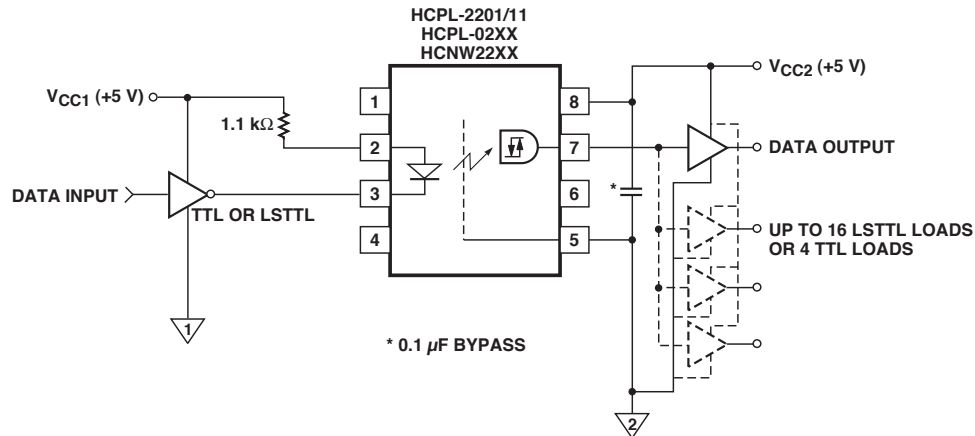 HCPL-2201/11
HCPL-02XX
HCNW22XX
VCC1 (+5 V)
1.1 kΩ
DATA INPUT
TTL OR LSTTL
1
1
2
3
4
8
7
6
5
*
* 0.1 µF BYPASS
VCC2 (+5 V)
DATA OUTPUT
UP TO 16 LSTTL LOADS
OR 4 TTL LOADS
2